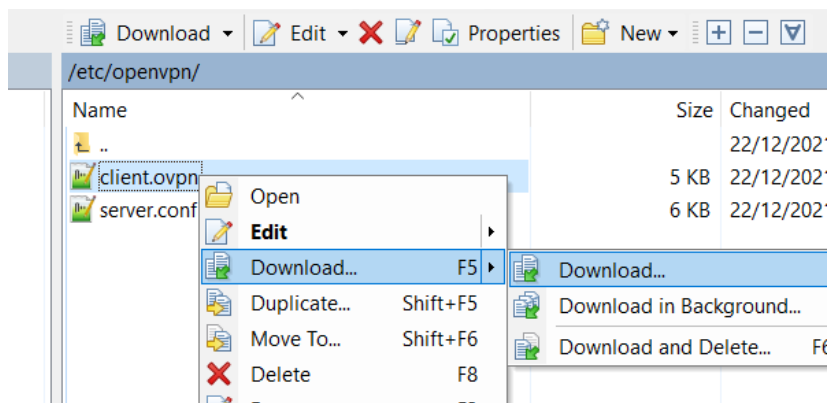 Download Edit Properties New
/etc/openvpn/
Name Size Changed
.. 22/12/2021
client.ovpn 5 KB 22/12/2021
server.conf 6 KB 22/12/2021
Open
Edit
Download... F5
Download...
Duplicate... Shift+F5
Download in Background...
Move To... Shift+F6
Download and Delete... F6
Delete F8